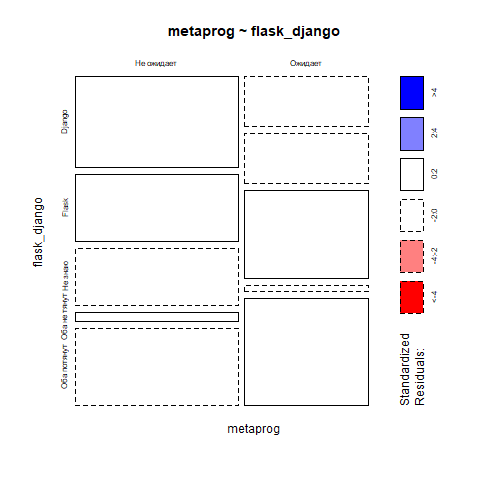 metaprog ~ flask_django
Не ожидает
Ожидает
Django
Flask
Не знаю
Оба не тянут
Оба потянут
flask_django
metaprog
>4
2:4
0:2
-2:0
-4:-2
<-4
Standardized
Residuals: